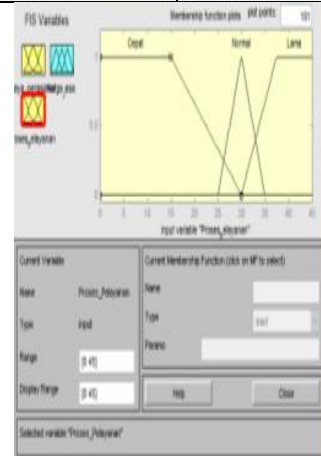 FIS Variables
Membership function plots plot points: 181
Cepat Normal Lama
1
0.5
0
0 5 10 15 20 25 30 35 40 45
input variable "Proses_Pelayanan"
Current Variable
Name Proses_Pelayanan
Type input
Range [0 45]
Display Range [0 45]
Current Membership Function (click on MF to select)
Name
Type
Params
Help Close
Selected variable "Proses_Pelayanan"